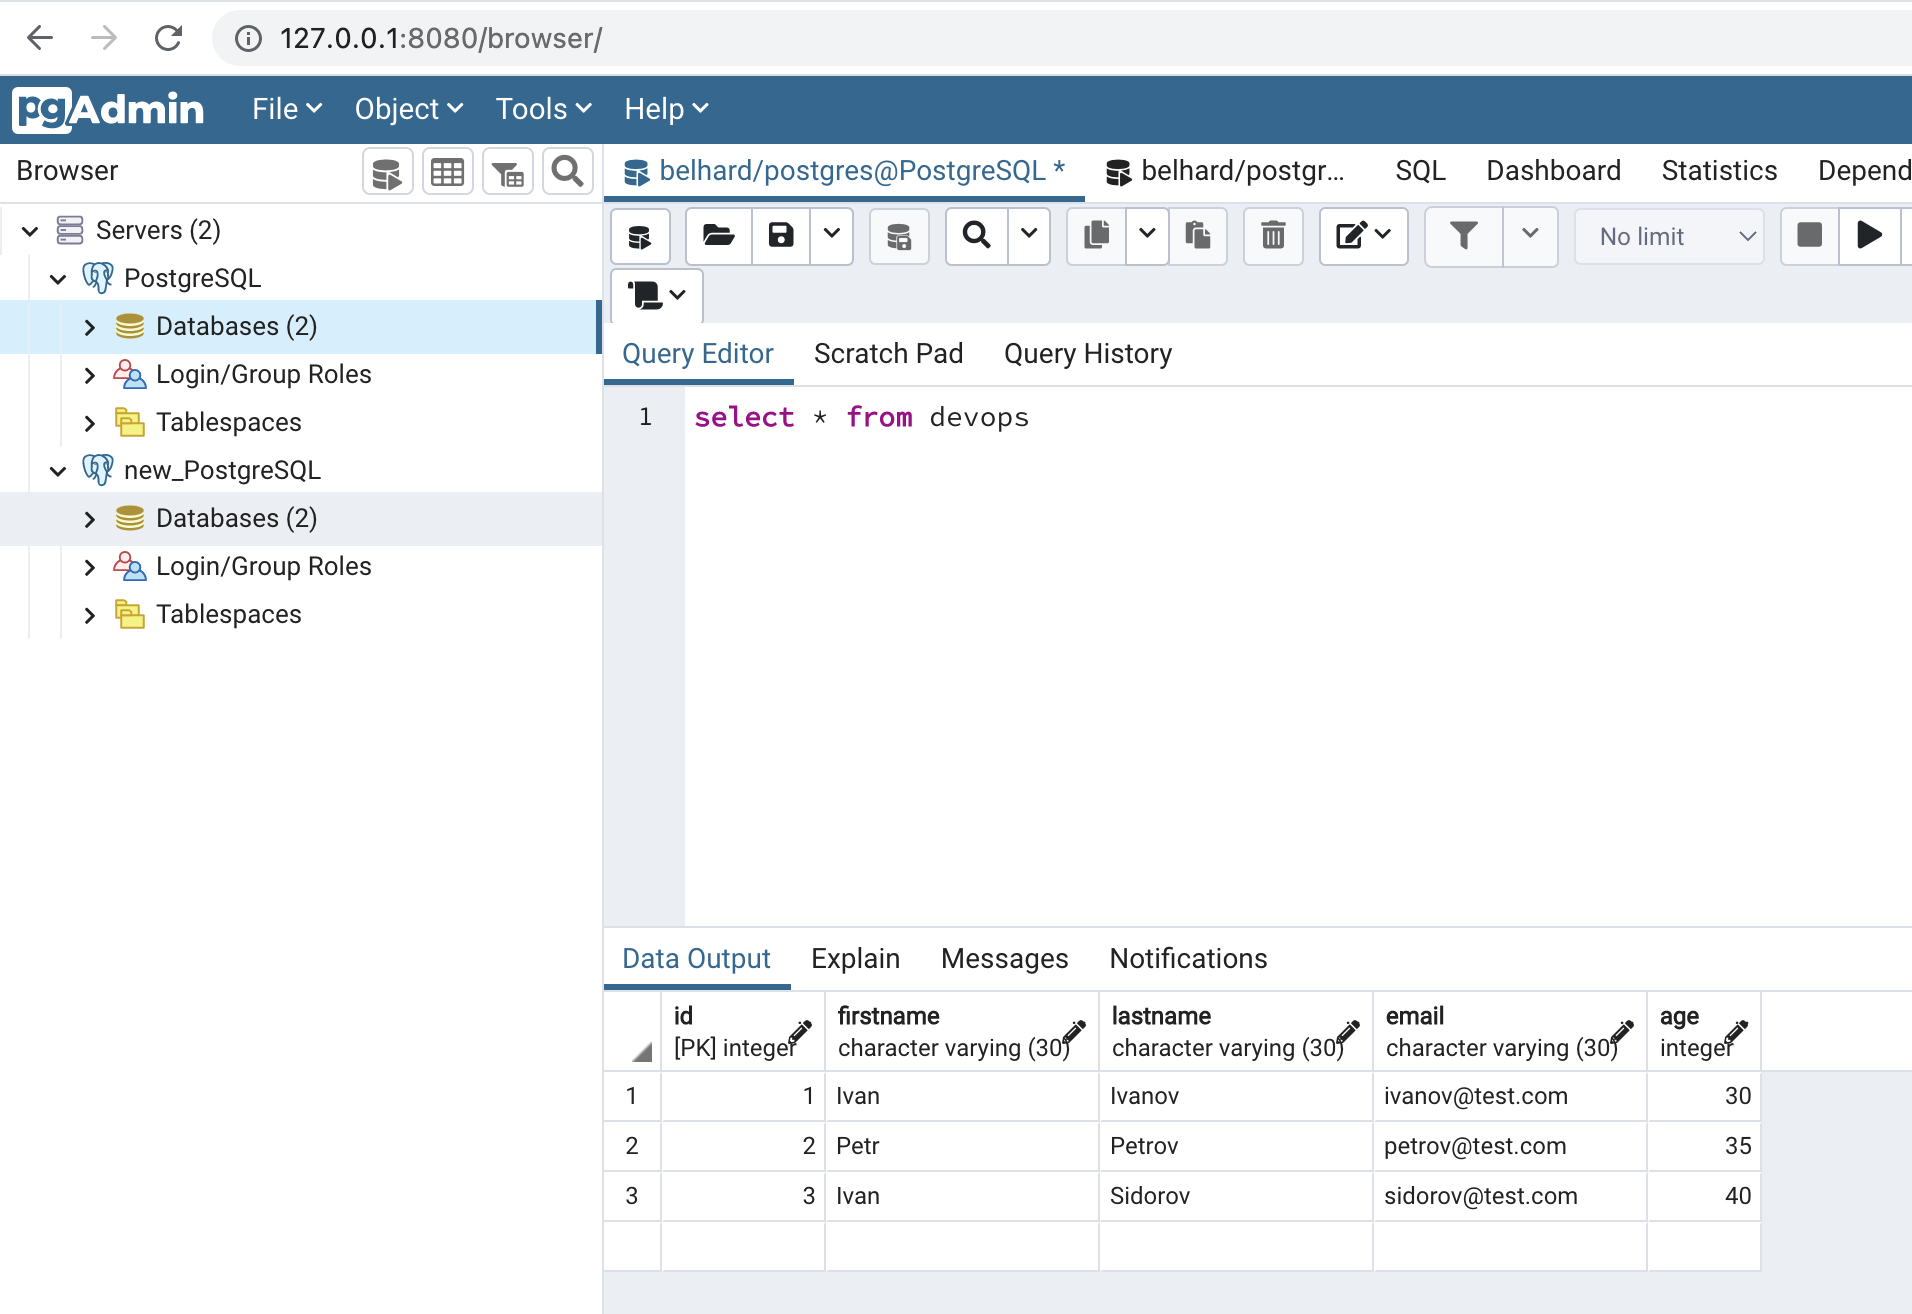 127.0.0.1:8080/browser/
pgAdmin File Object Tools Help
Browser
belhard/postgres@PostgreSQL * belhard/postgr... SQL Dashboard Statistics Depend
Servers (2)
PostgreSQL
Databases (2)
Login/Group Roles
Tablespaces
new_PostgreSQL
Databases (2)
Login/Group Roles
Tablespaces
No limit
Query Editor Scratch Pad Query History
1 select * from devops
Data Output Explain Messages Notifications
id firstname lastname email age
[PK] integer character varying (30) character varying (30) character varying (30) integer
1 1 Ivan Ivanov ivanov@test.com 30
2 2 Petr Petrov petrov@test.com 35
3 3 Ivan Sidorov sidorov@test.com 40